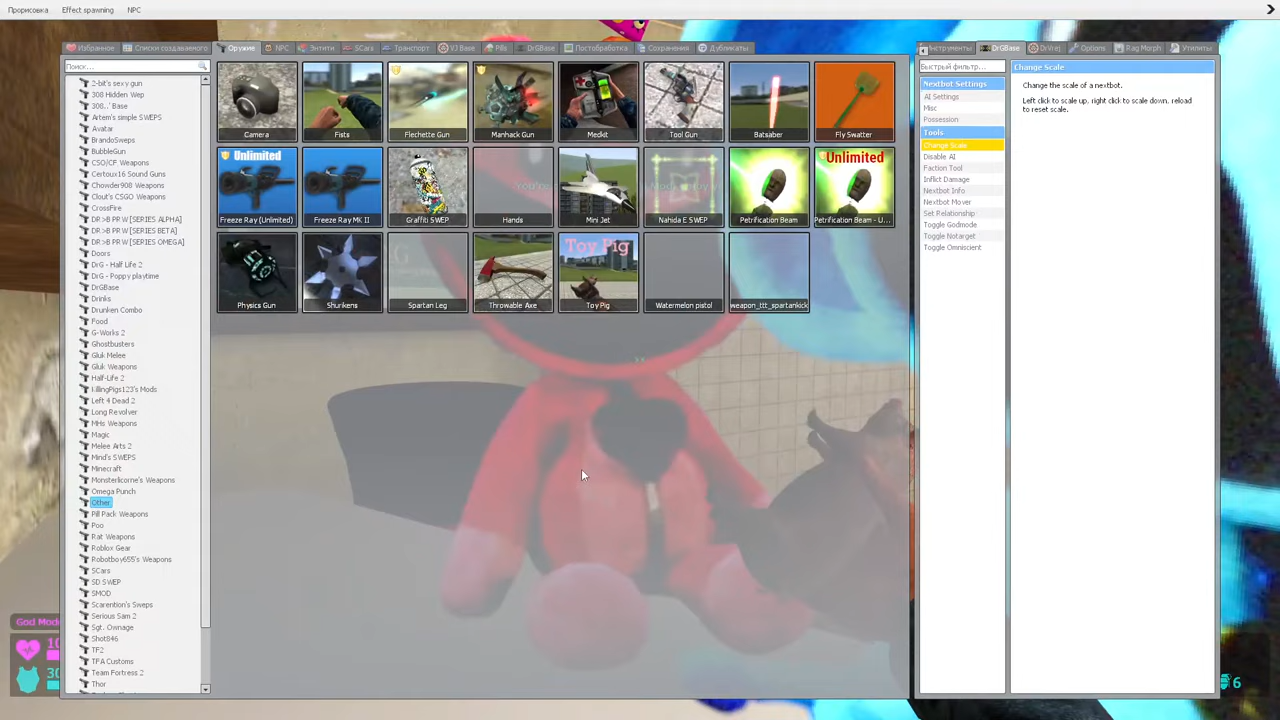 Прорисовка Effect spawning NPC
Избранное Списки создаваемого Оружие NPC Энтити SCars Транспорт VJ Base Pills DrGBase Постобработка Сохранения Дубликаты
Инструменты DrGBase DrVrej Options Rag Morph Утилиты
Поиск...
2-bit's sexy gun
308 Hidden Wep
308..' Base
Artem's simple SWEPS
Avatar
BrandoSweps
BubbleGun
CSO/CF Weapons
Certoux16 Sound Guns
Chowder908 Weapons
Clout's CSGO Weapons
CrossFire
DR >B PR W [SERIES ALPHA]
DR >B PR W [SERIES BETA]
DR >B PR W [SERIES OMEGA]
Doors
DrG - Half Life 2
DrG - Poppy playtime
DrGBase
Drinks
Drunken Combo
Food
G-Works 2
Ghostbusters
Gluk Melee
Gluk Weapons
Half-Life 2
KillingPigs123's Mods
Left 4 Dead 2
Long Revolver
MHs Weapons
Magic
Melee Arts 2
Mind's SWEPS
Minecraft
Monsterlicorne's Weapons
Omega Punch
Other
Pill Pack Weapons
Poo
Rat Weapons
Roblox Gear
Robotboy655's Weapons
SCars
SD SWEP
SMOD
Scarention's Sweps
Serious Sam 2
Sgt. Ownage
Shot846
TF2
TFA Customs
Team Fortress 2
Thor
Camera Fists Flechette Gun Manhack Gun Medkit Tool Gun Batsaber Fly Swatter
Unlimited Unlimited
Freeze Ray (Unlimited) Freeze Ray MK II Graffiti SWEP Hands Mini Jet Nahida E SWEP Petrification Beam Petrification Beam - U...
Toy Pig
Physics Gun Shurikens Spartan Leg Throwable Axe Toy Pig Watermelon pistol weapon_ttt_spartankick
Быстрый фильтр...
Nextbot Settings
AI Settings
Misc
Possession
Tools
Change Scale
Disable AI
Faction Tool
Inflict Damage
Nextbot Info
Nextbot Mover
Set Relationship
Toggle Godmode
Toggle Notarget
Toggle Omniscient
Change Scale
Change the scale of a nextbot.
Left click to scale up, right click to scale down, reload
to reset scale.
God Mode
6